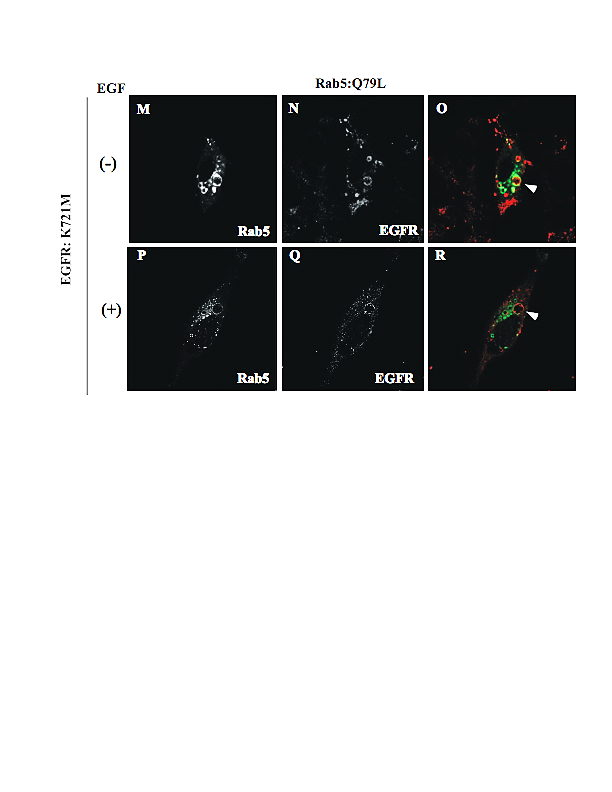 Rab5:Q79L
EGF
EGFR: K721M
(-)
M
Rab5
N
EGFR
O
(+)
P
Rab5
Q
EGFR
R